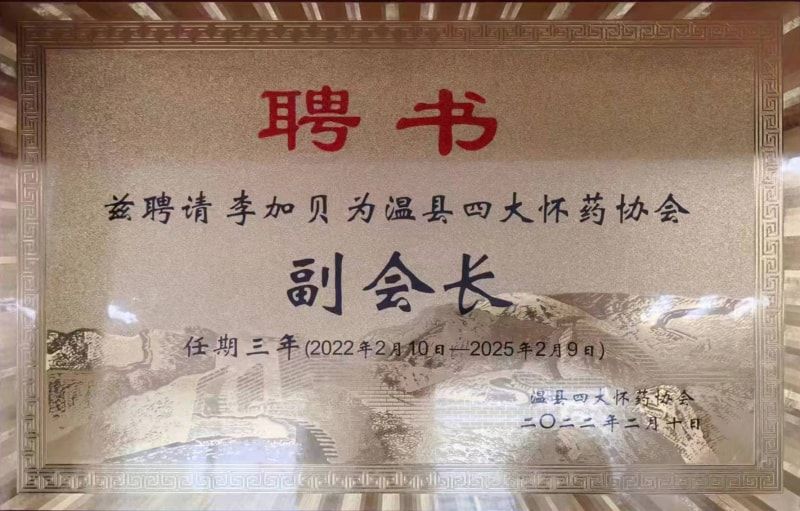 聘书
兹聘请 李加贝 为温县四大怀药协会
副会长
任期三年(2022年2月10日—2025年2月9日)
温县四大怀药协会
二〇二二年二月十日